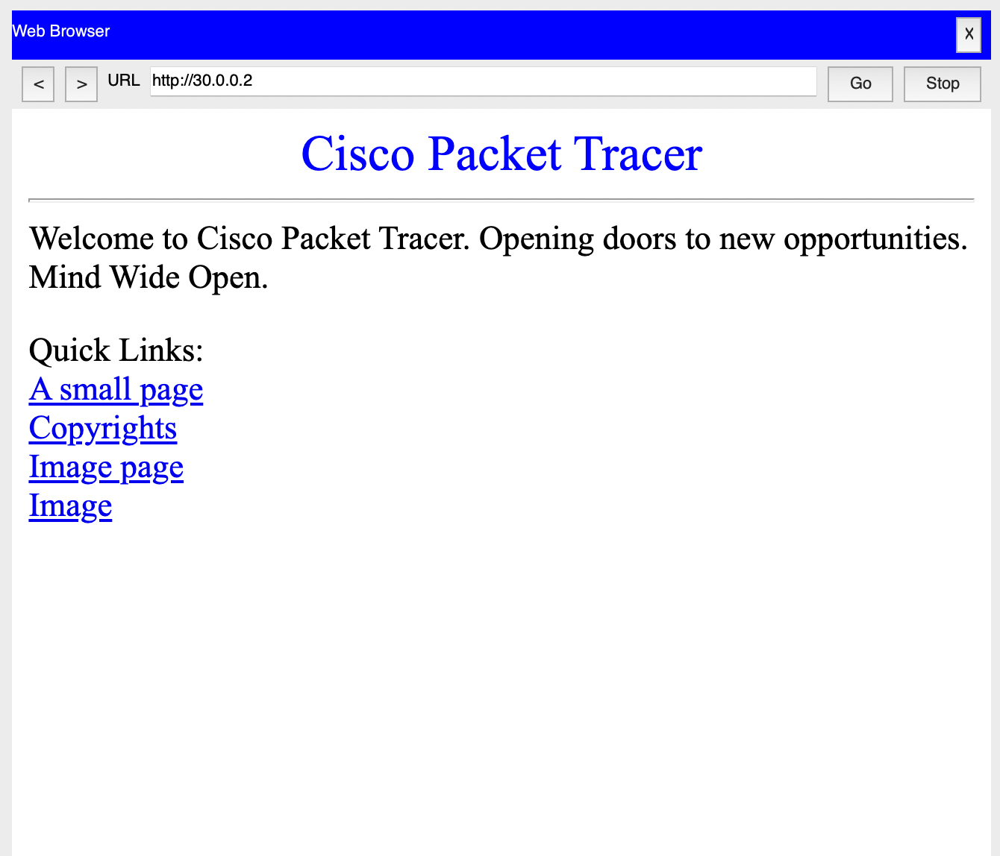 Web Browser X
< > URL http://30.0.0.2 Go Stop
Cisco Packet Tracer
Welcome to Cisco Packet Tracer. Opening doors to new opportunities.
Mind Wide Open.
Quick Links:
A small page
Copyrights
Image page
Image